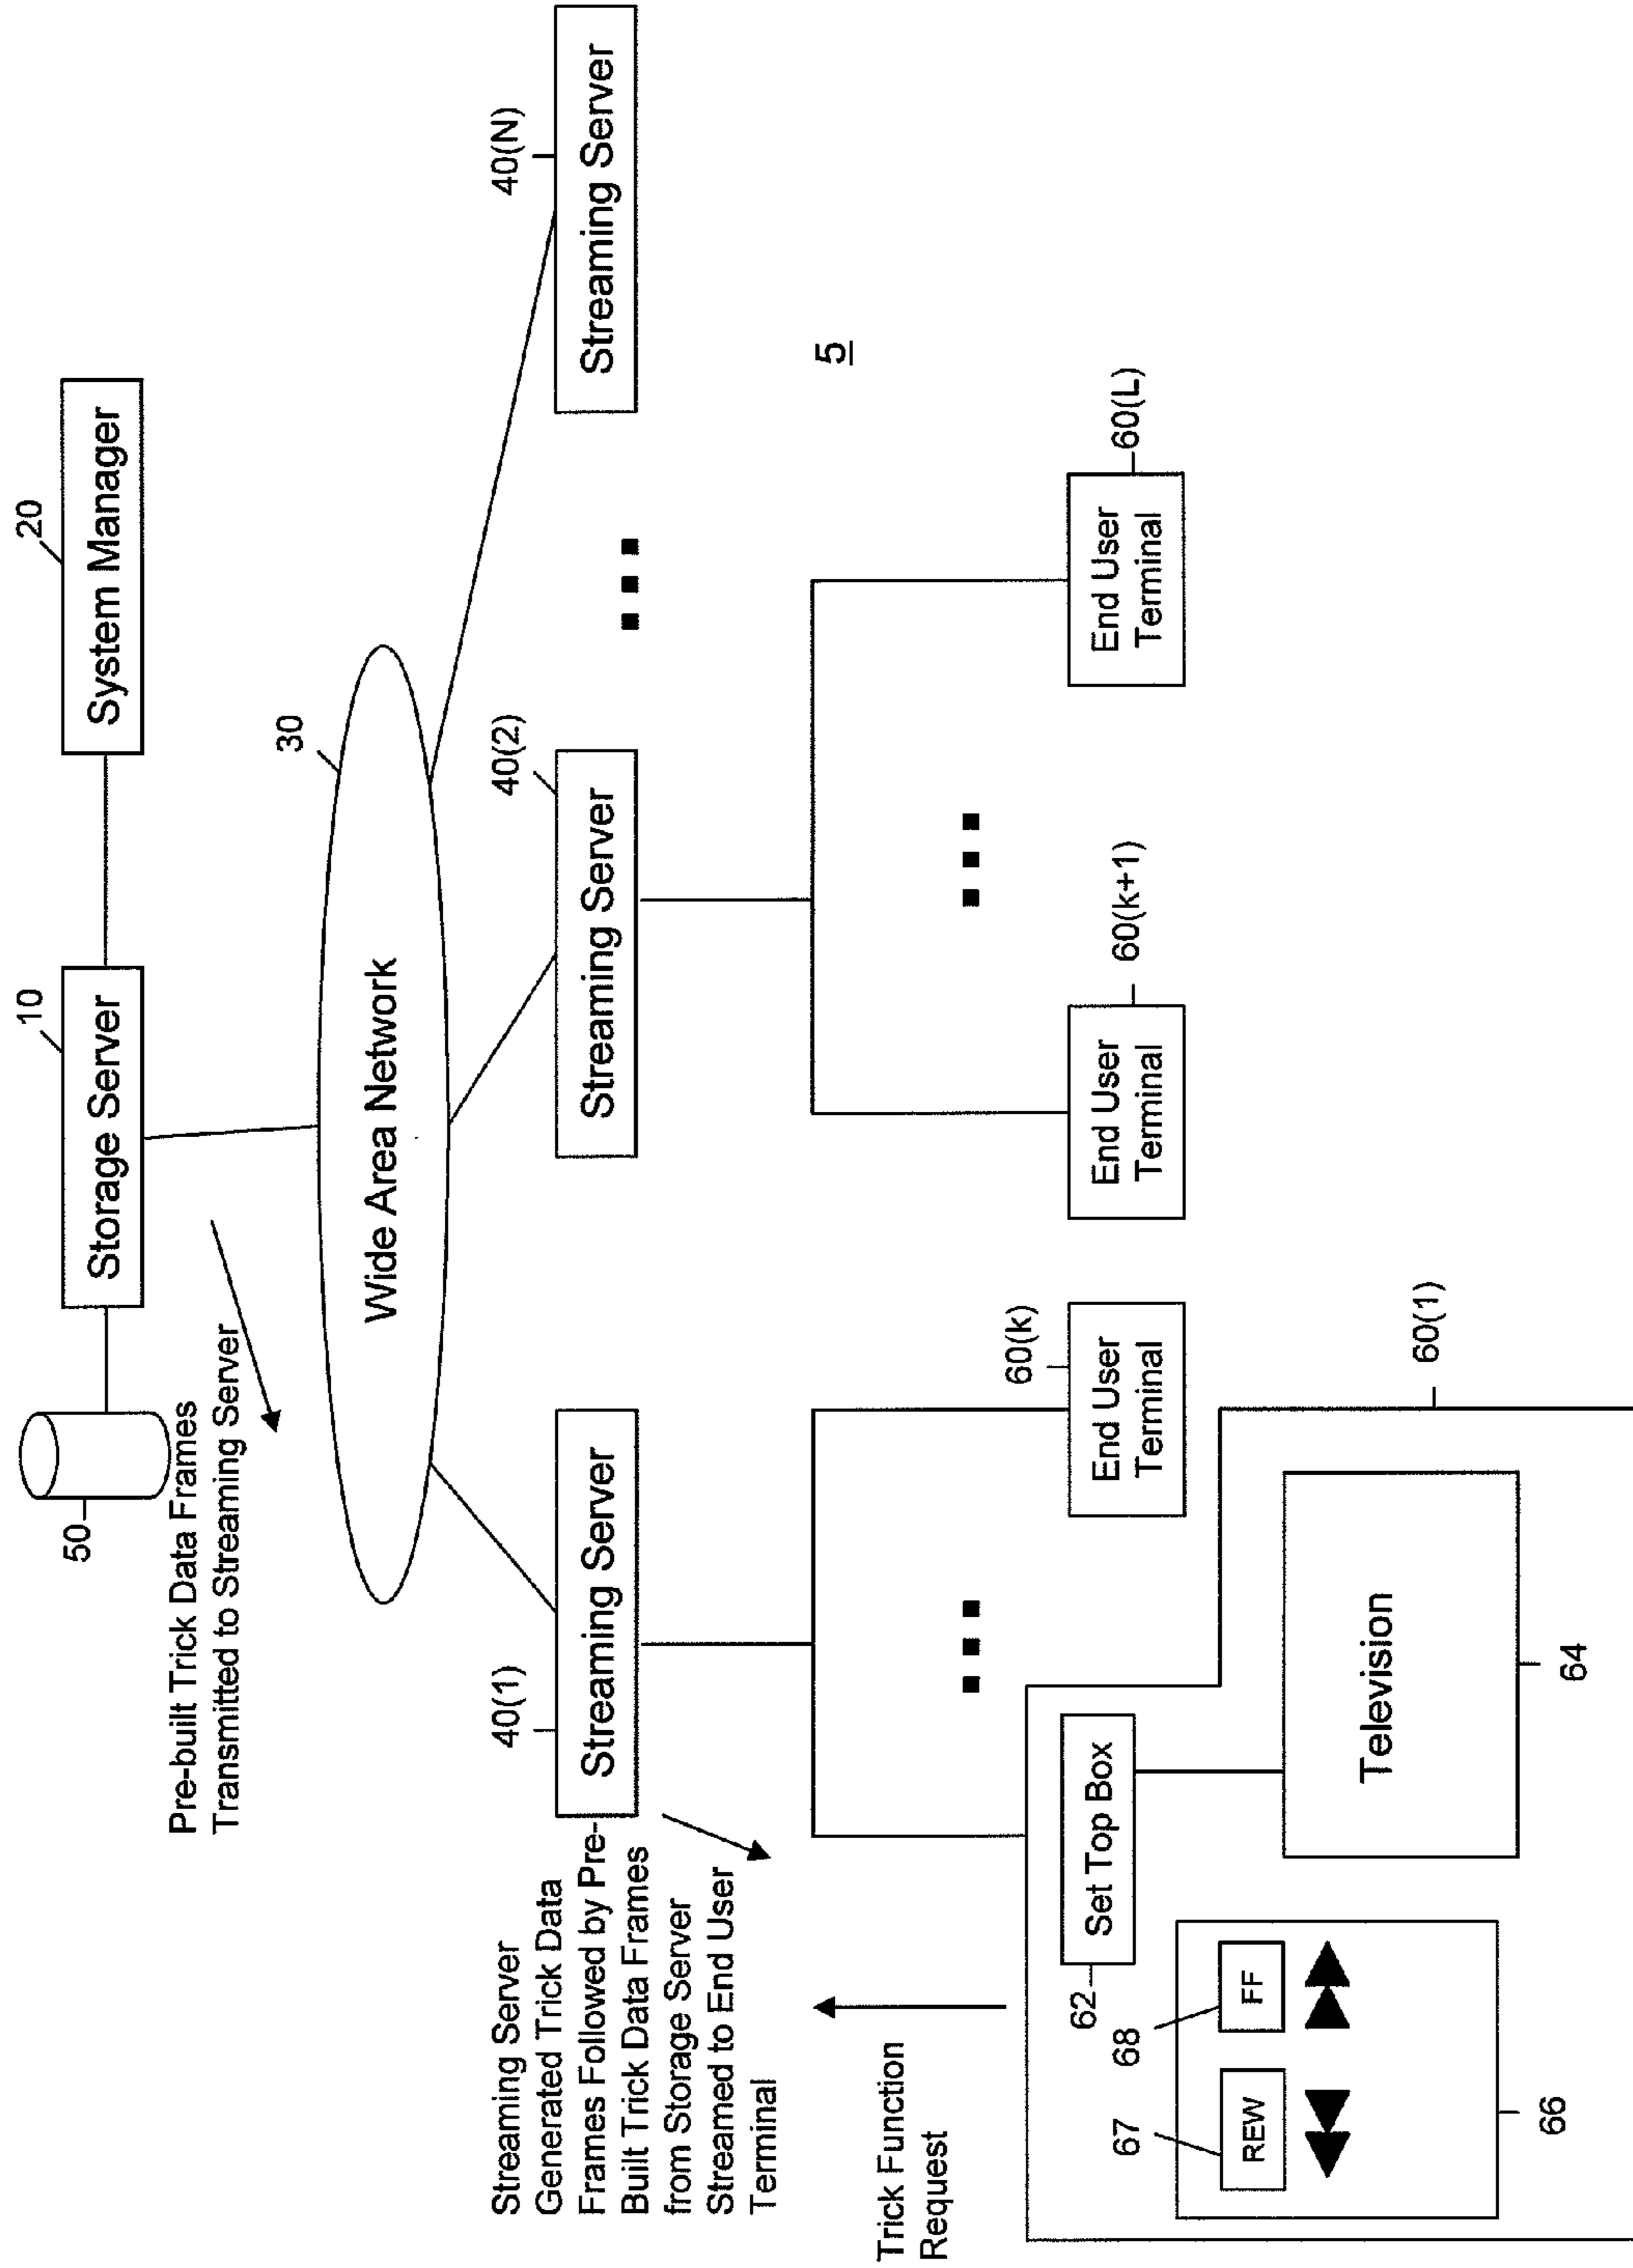 20
System Manager
10
Storage Server
50
Pre-built Trick Data Frames
Transmitted to Streaming Server
30
Wide Area Network
40(1)
Streaming Server
40(2)
Streaming Server
40(N)
Streaming Server
Streaming Server
Generated Trick Data
Frames Followed by Pre-
Built Trick Data Frames
from Storage Server
Streamed to End User
Terminal
5
Trick Function
Request
60(k)
End User
Terminal
60(k+1)
End User
Terminal
60(L)
End User
Terminal
60(1)
62
Set Top Box
Television
64
67
REW
68
FF
66